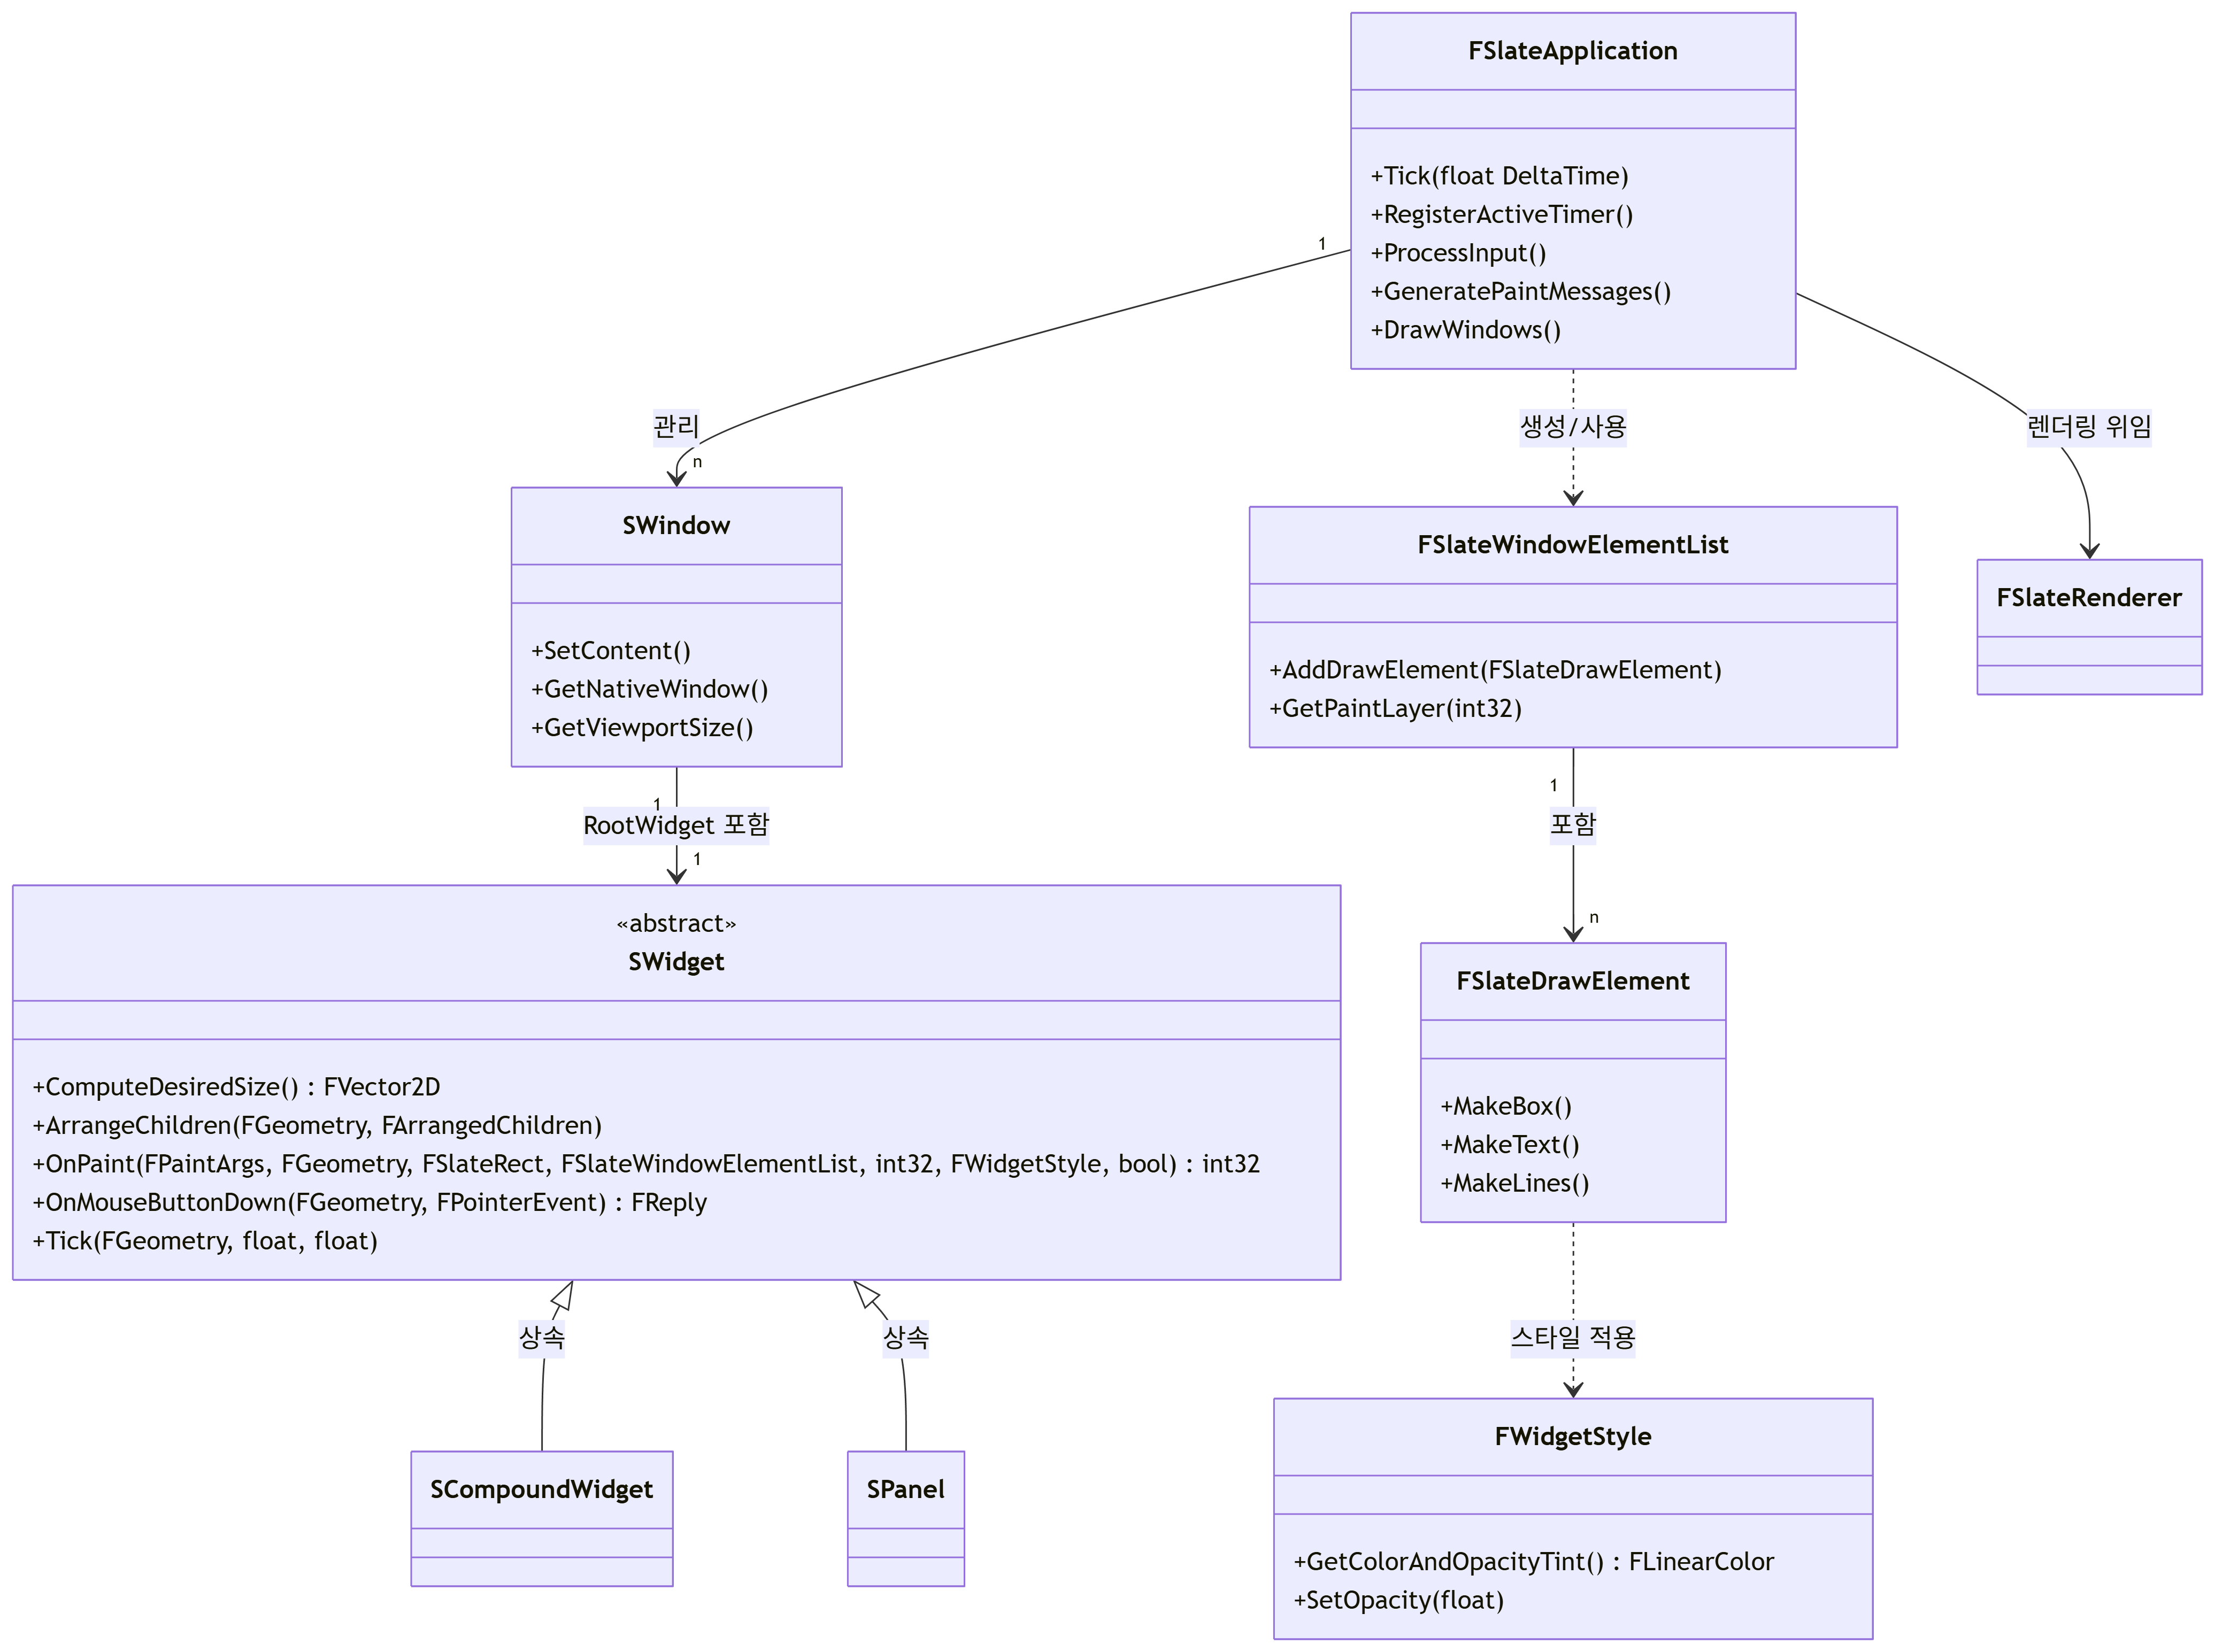 FSlateApplication
+Tick(float DeltaTime)
+RegisterActiveTimer()
+ProcessInput()
+GeneratePaintMessages()
+DrawWindows()
1
관리
n
생성/사용
렌더링 위임
SWindow
+SetContent()
+GetNativeWindow()
+GetViewportSize()
FSlateWindowElementList
+AddDrawElement(FSlateDrawElement)
+GetPaintLayer(int32)
FSlateRenderer
1
RootWidget 포함
1
1
포함
n
«abstract»
SWidget
+ComputeDesiredSize() : FVector2D
+ArrangeChildren(FGeometry, FArrangedChildren)
+OnPaint(FPaintArgs, FGeometry, FSlateRect, FSlateWindowElementList, int32, FWidgetStyle, bool) : int32
+OnMouseButtonDown(FGeometry, FPointerEvent) : FReply
+Tick(FGeometry, float, float)
FSlateDrawElement
+MakeBox()
+MakeText()
+MakeLines()
상속
상속
스타일 적용
SCompoundWidget
SPanel
FWidgetStyle
+GetColorAndOpacityTint() : FLinearColor
+SetOpacity(float)